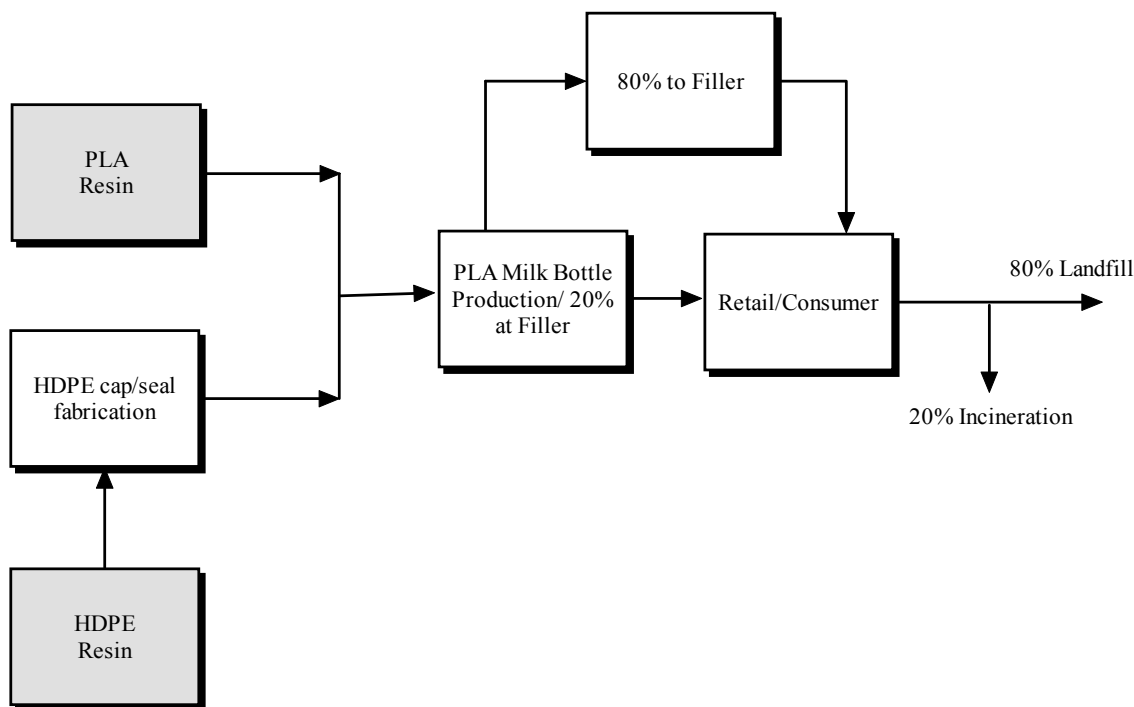 80% to Filler
PLA
Resin
PLA Milk Bottle
Production/ 20%
at Filler
Retail/Consumer
80% Landfill
20% Incineration
HDPE cap/seal
fabrication
HDPE
Resin